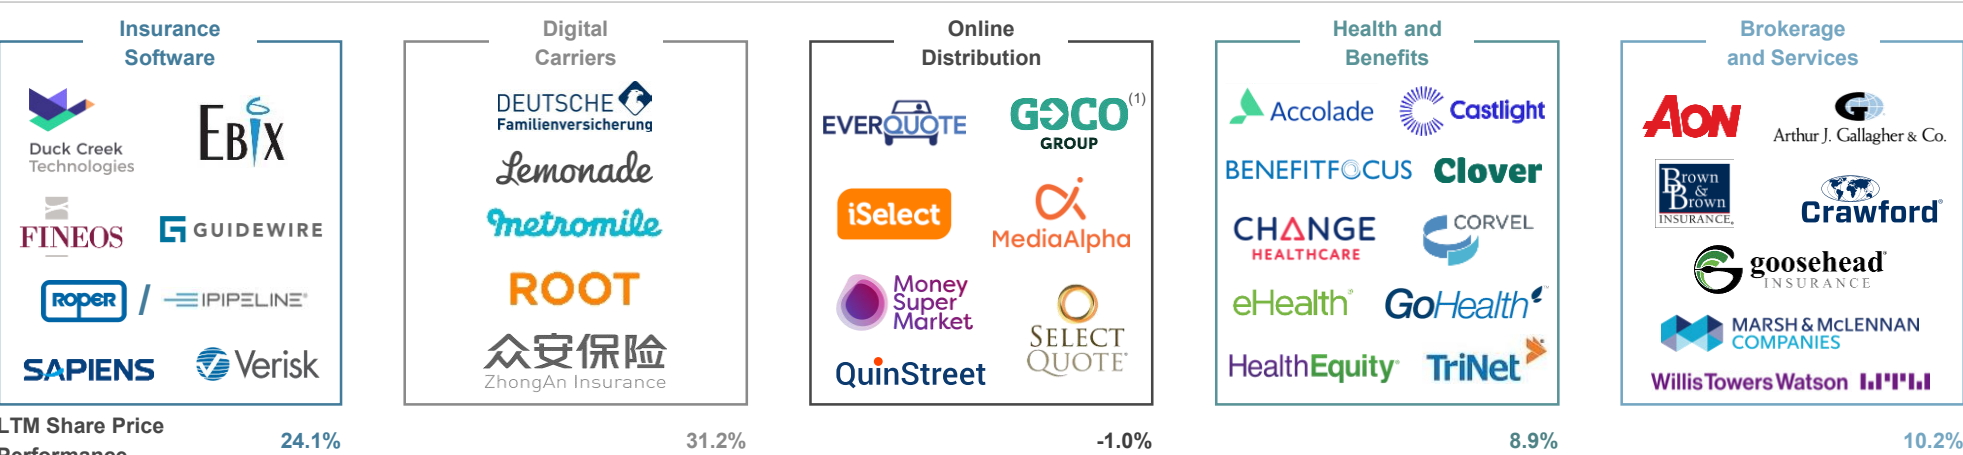 Insurance
Software
Duck Creek
Technologies
EBIX
FINEOS
GUIDEWIRE
ROPER / IPIPELINE®
SAPIENS
Verisk
Digital
Carriers
DEUTSCHE
Familienversicherung
Lemonade
metromile
ROOT
众安保险
ZhongAn Insurance
Online
Distribution
EVERQUOTE
GOCO (1)
GROUP
iSelect
MediaAlpha
Money
Super
Market
SELECT
QUOTE
QuinStreet
Health and
Benefits
Accolade
Castlight
BENEFITFOCUS
Clover
CHANGE
HEALTHCARE
CORVEL
eHealth®
GoHealth
HealthEquity®
TriNet
Brokerage
and Services
AON
G
Arthur J. Gallagher & Co.
B
B
Brown
&
Brown
INSURANCE®
Crawford®
goosehead®
INSURANCE
MARSH & McLENNAN
COMPANIES
Willis Towers Watson
LTM Share Price
Performance
24.1%
31.2%
-1.0%
8.9%
10.2%